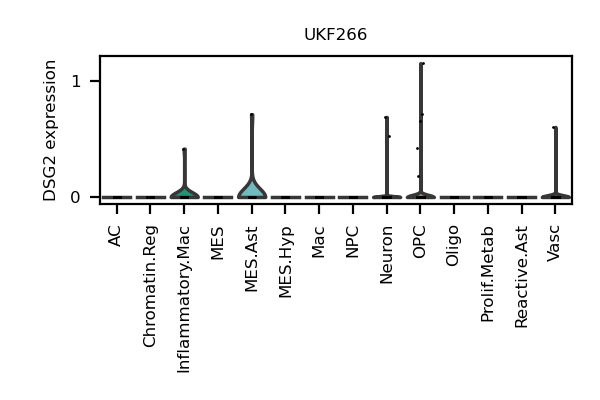 UKF266
DSG2 expression
1
0
AC
Chromatin.Reg
Inflammatory.Mac
MES
MES.Ast
MES.Hyp
Mac
NPC
Neuron
OPC
Oligo
Prolif.Metab
Reactive.Ast
Vasc